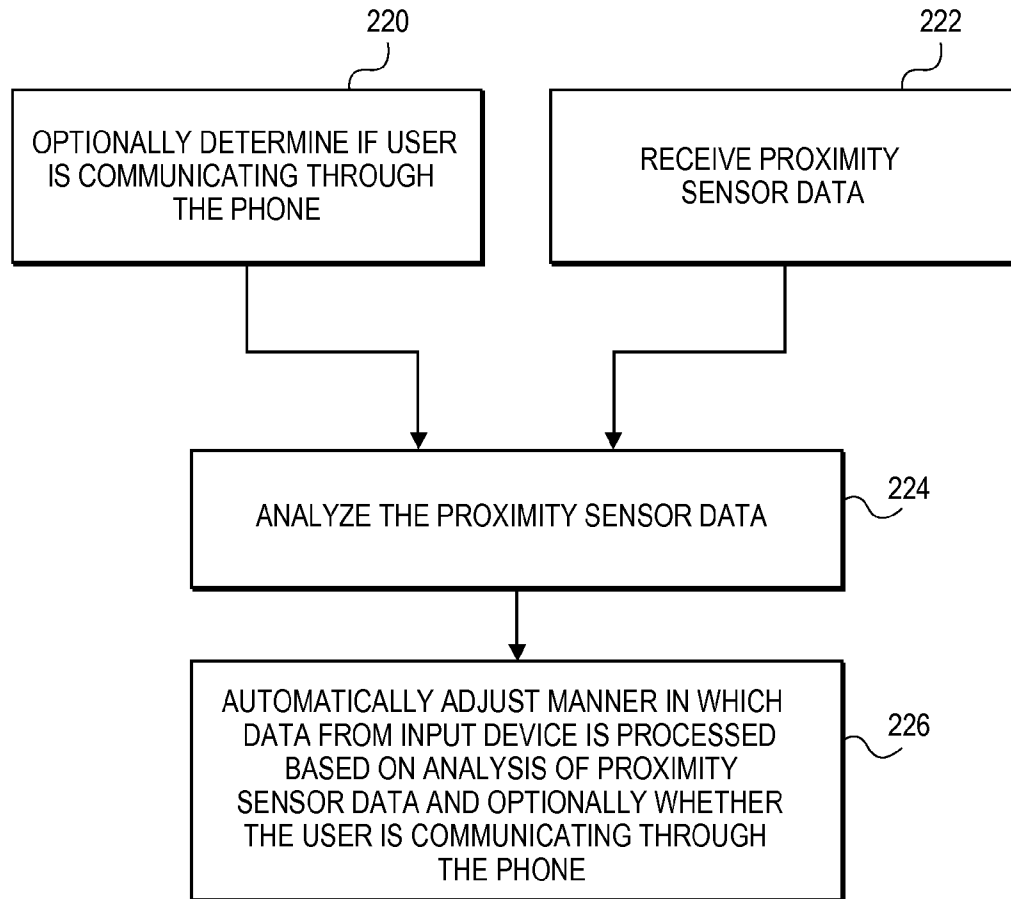 220
222
OPTIONALLY DETERMINE IF USER
IS COMMUNICATING THROUGH
THE PHONE
RECEIVE PROXIMITY
SENSOR DATA
ANALYZE THE PROXIMITY SENSOR DATA
224
AUTOMATICALLY ADJUST MANNER IN WHICH
DATA FROM INPUT DEVICE IS PROCESSED
BASED ON ANALYSIS OF PROXIMITY
SENSOR DATA AND OPTIONALLY WHETHER
THE USER IS COMMUNICATING THROUGH
THE PHONE
226